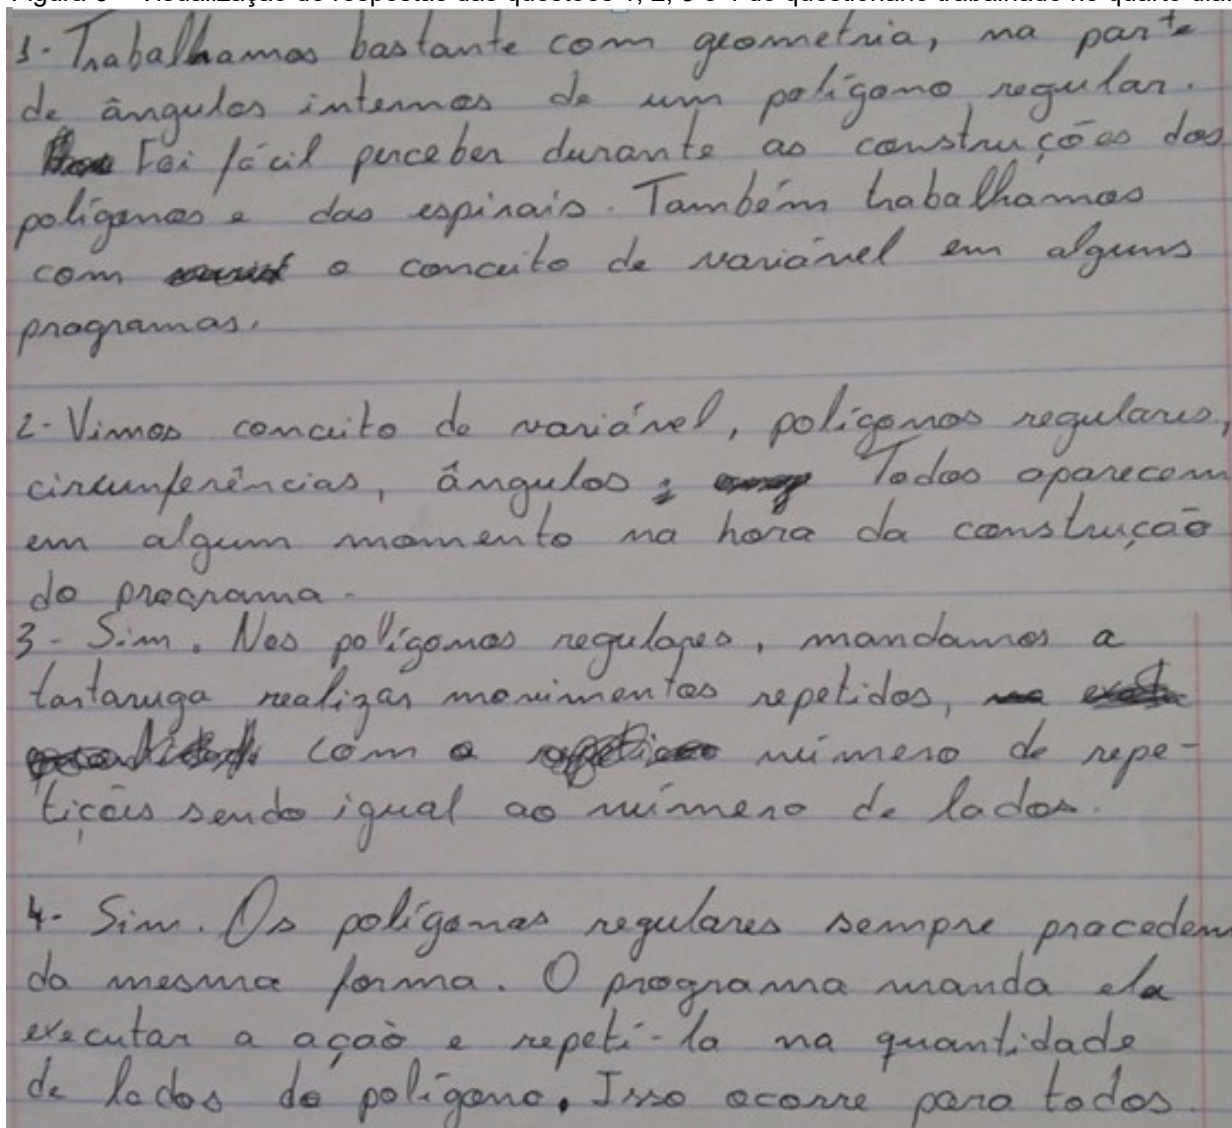 1- Trabalhamos bastante com geometria, na parte
de ângulos internos de um polígono regular.
Foi fácil perceber durante as construções dos
polígonos e das espirais. Também trabalhamos
com o conceito de variável em alguns
programas.
2- Vimos conceito de variável, polígonos regulares,
circunferências, ângulos; Todos aparecem
em algum momento na hora da construção
do programa.
3- Sim. Nos polígonos regulares, mandamos a
tartaruga realizar movimentos repetidos,
com o número de repe-
tições sendo igual ao número de lados.
4- Sim. Os polígonos regulares sempre procedem
da mesma forma. O programa manda ela
executar a ação e repeti-la na quantidade
de lados do polígono. Isso ocorre para todos.